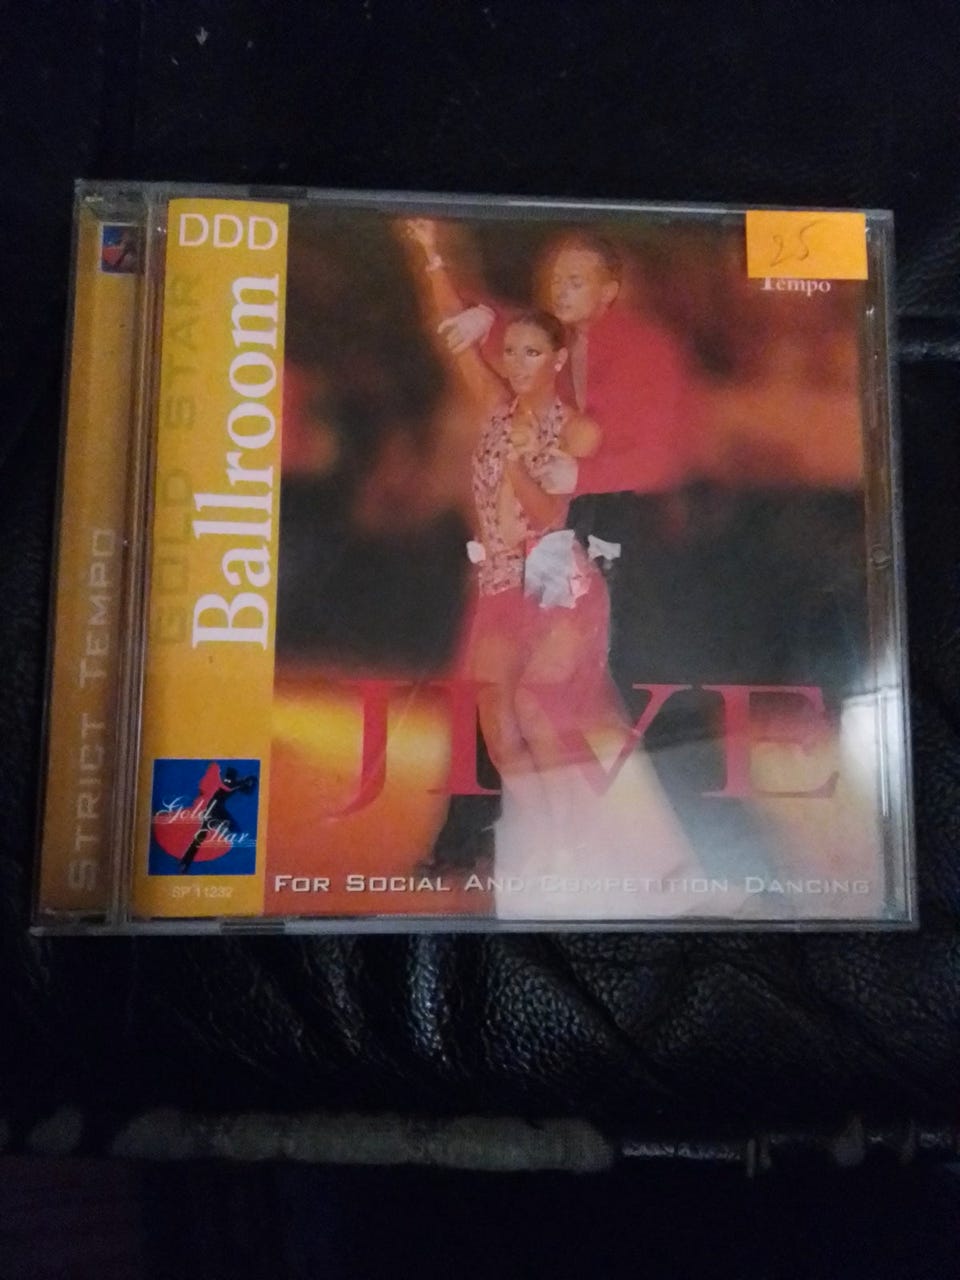 DDD
Ballroom
GOLD STAR
STRICT TEMPO
25
Tempo
JIVE
Gold
Star
SP 11232
FOR SOCIAL AND COMPETITION DANCING